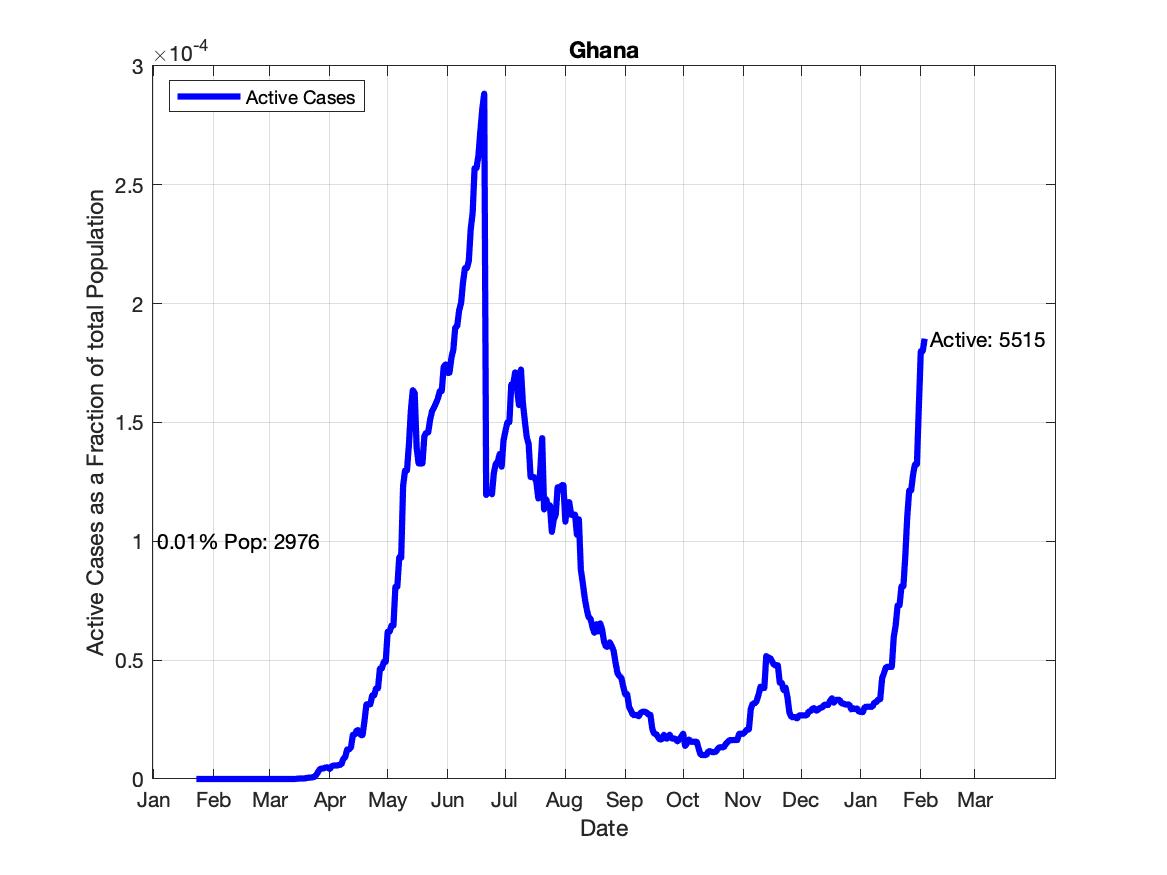 Ghana
×10-4
3
2.5
2
1.5
1
0.5
0
Active Cases as a Fraction of total Population
Active Cases
Active: 5515
0.01% Pop: 2976
Jan Feb Mar Apr May Jun Jul Aug Sep Oct Nov Dec Jan Feb Mar
Date